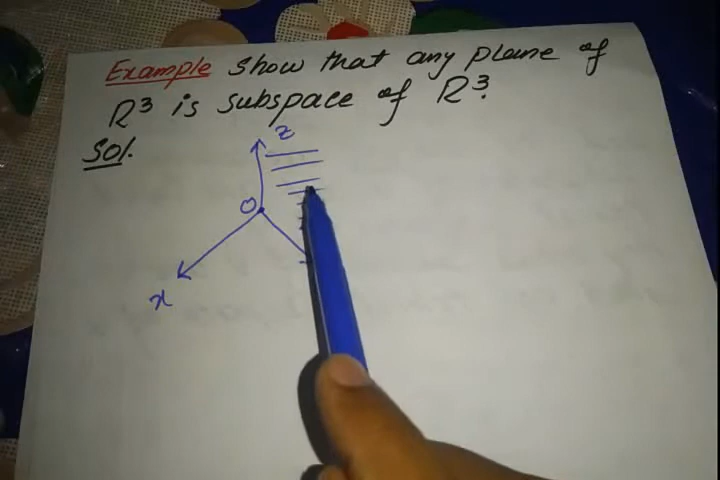 Example Show that any plane of
R³ is subspace of R³.
Sol.
z
O
x